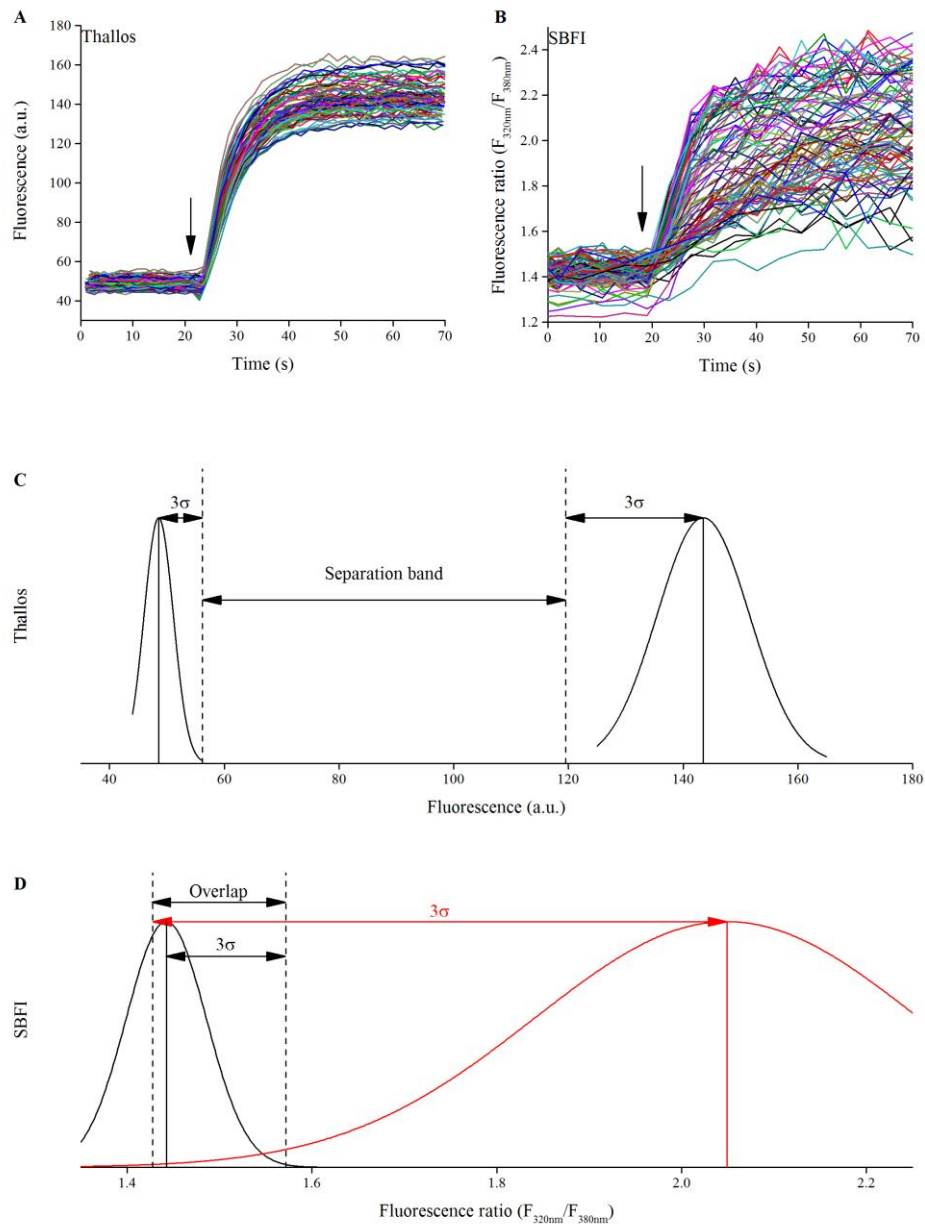 A
Thallos
180
160
140
120
100
80
60
40
0 10 20 30 40 50 60 70
Fluorescence (a.u.)
Time (s)
B
SBFI
2.4
2.2
2.0
1.8
1.6
1.4
1.2
0 10 20 30 40 50 60 70
Fluorescence ratio (F320nm/F380nm)
Time (s)
C
3σ
3σ
Separation band
Thallos
40 60 80 100 120 140 160 180
Fluorescence (a.u.)
D
Overlap
3σ
3σ
SBFI
1.4 1.6 1.8 2.0 2.2
Fluorescence ratio (F320nm/F380nm)